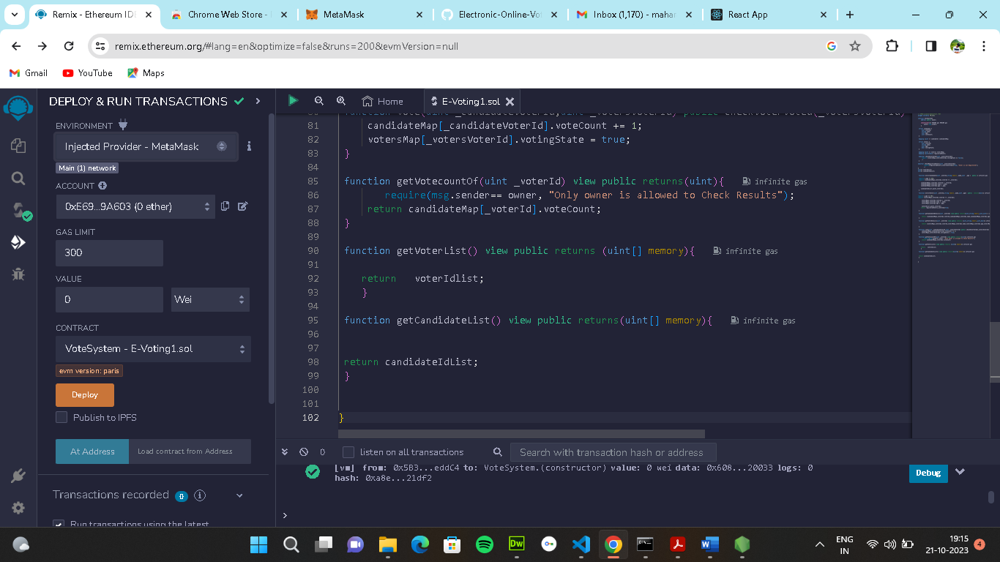 Remix - Ethereum IDE
Chrome Web Store -
MetaMask
Electronic-Online-Vo
Inbox (1,170) - mahar
React App
remix.ethereum.org/#lang=en&optimize=false&runs=200&evmVersion=null
Gmail
YouTube
Maps
DEPLOY & RUN TRANSACTIONS
ENVIRONMENT
Injected Provider - MetaMask
Main (1) network
ACCOUNT
0xE69...9A603 (0 ether)
GAS LIMIT
300
VALUE
0
Wei
CONTRACT
VoteSystem - E-Voting1.sol
evm version: paris
Deploy
Publish to IPFS
At Address
Load contract from Address
Transactions recorded
0
i
Run transactions using the latest
Home
E-Voting1.sol
81 candidateMap[_candidateVoterId].voteCount += 1;
82 votersMap[_votersVoterId].votingState = true;
83 }
84
85 function getVotecountOf(uint _voterId) view public returns(uint){ infinite gas
86 require(msg.sender== owner, "Only owner is allowed to Check Results");
87 return candidateMap[_voterId].voteCount;
88 }
89
90 function getVoterList() view public returns (uint[] memory){ infinite gas
91
92 return voterIdlist;
93 }
94
95 function getCandidateList() view public returns(uint[] memory){ infinite gas
96
97
98 return candidateIdList;
99 }
100
101
102 }
0
listen on all transactions
Search with transaction hash or address
[vm] from: 0x5B3...eddC4 to: VoteSystem.(constructor) value: 0 wei data: 0x608...20033 logs: 0
hash: 0xa8e...21df2
Debug
>
Dw
ENG
IN
19:15
21-10-2023
4